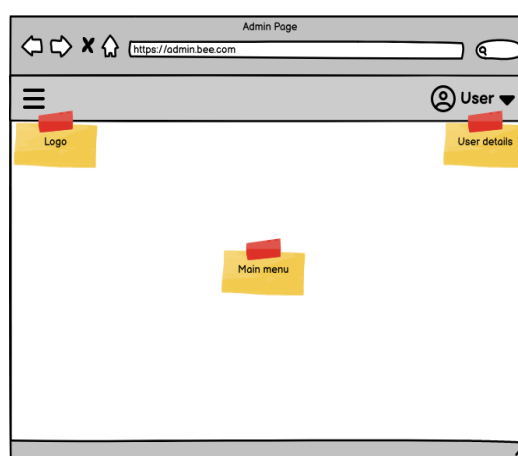 Admin Page
https://admin.bee.com
User
Logo
User details
Main menu